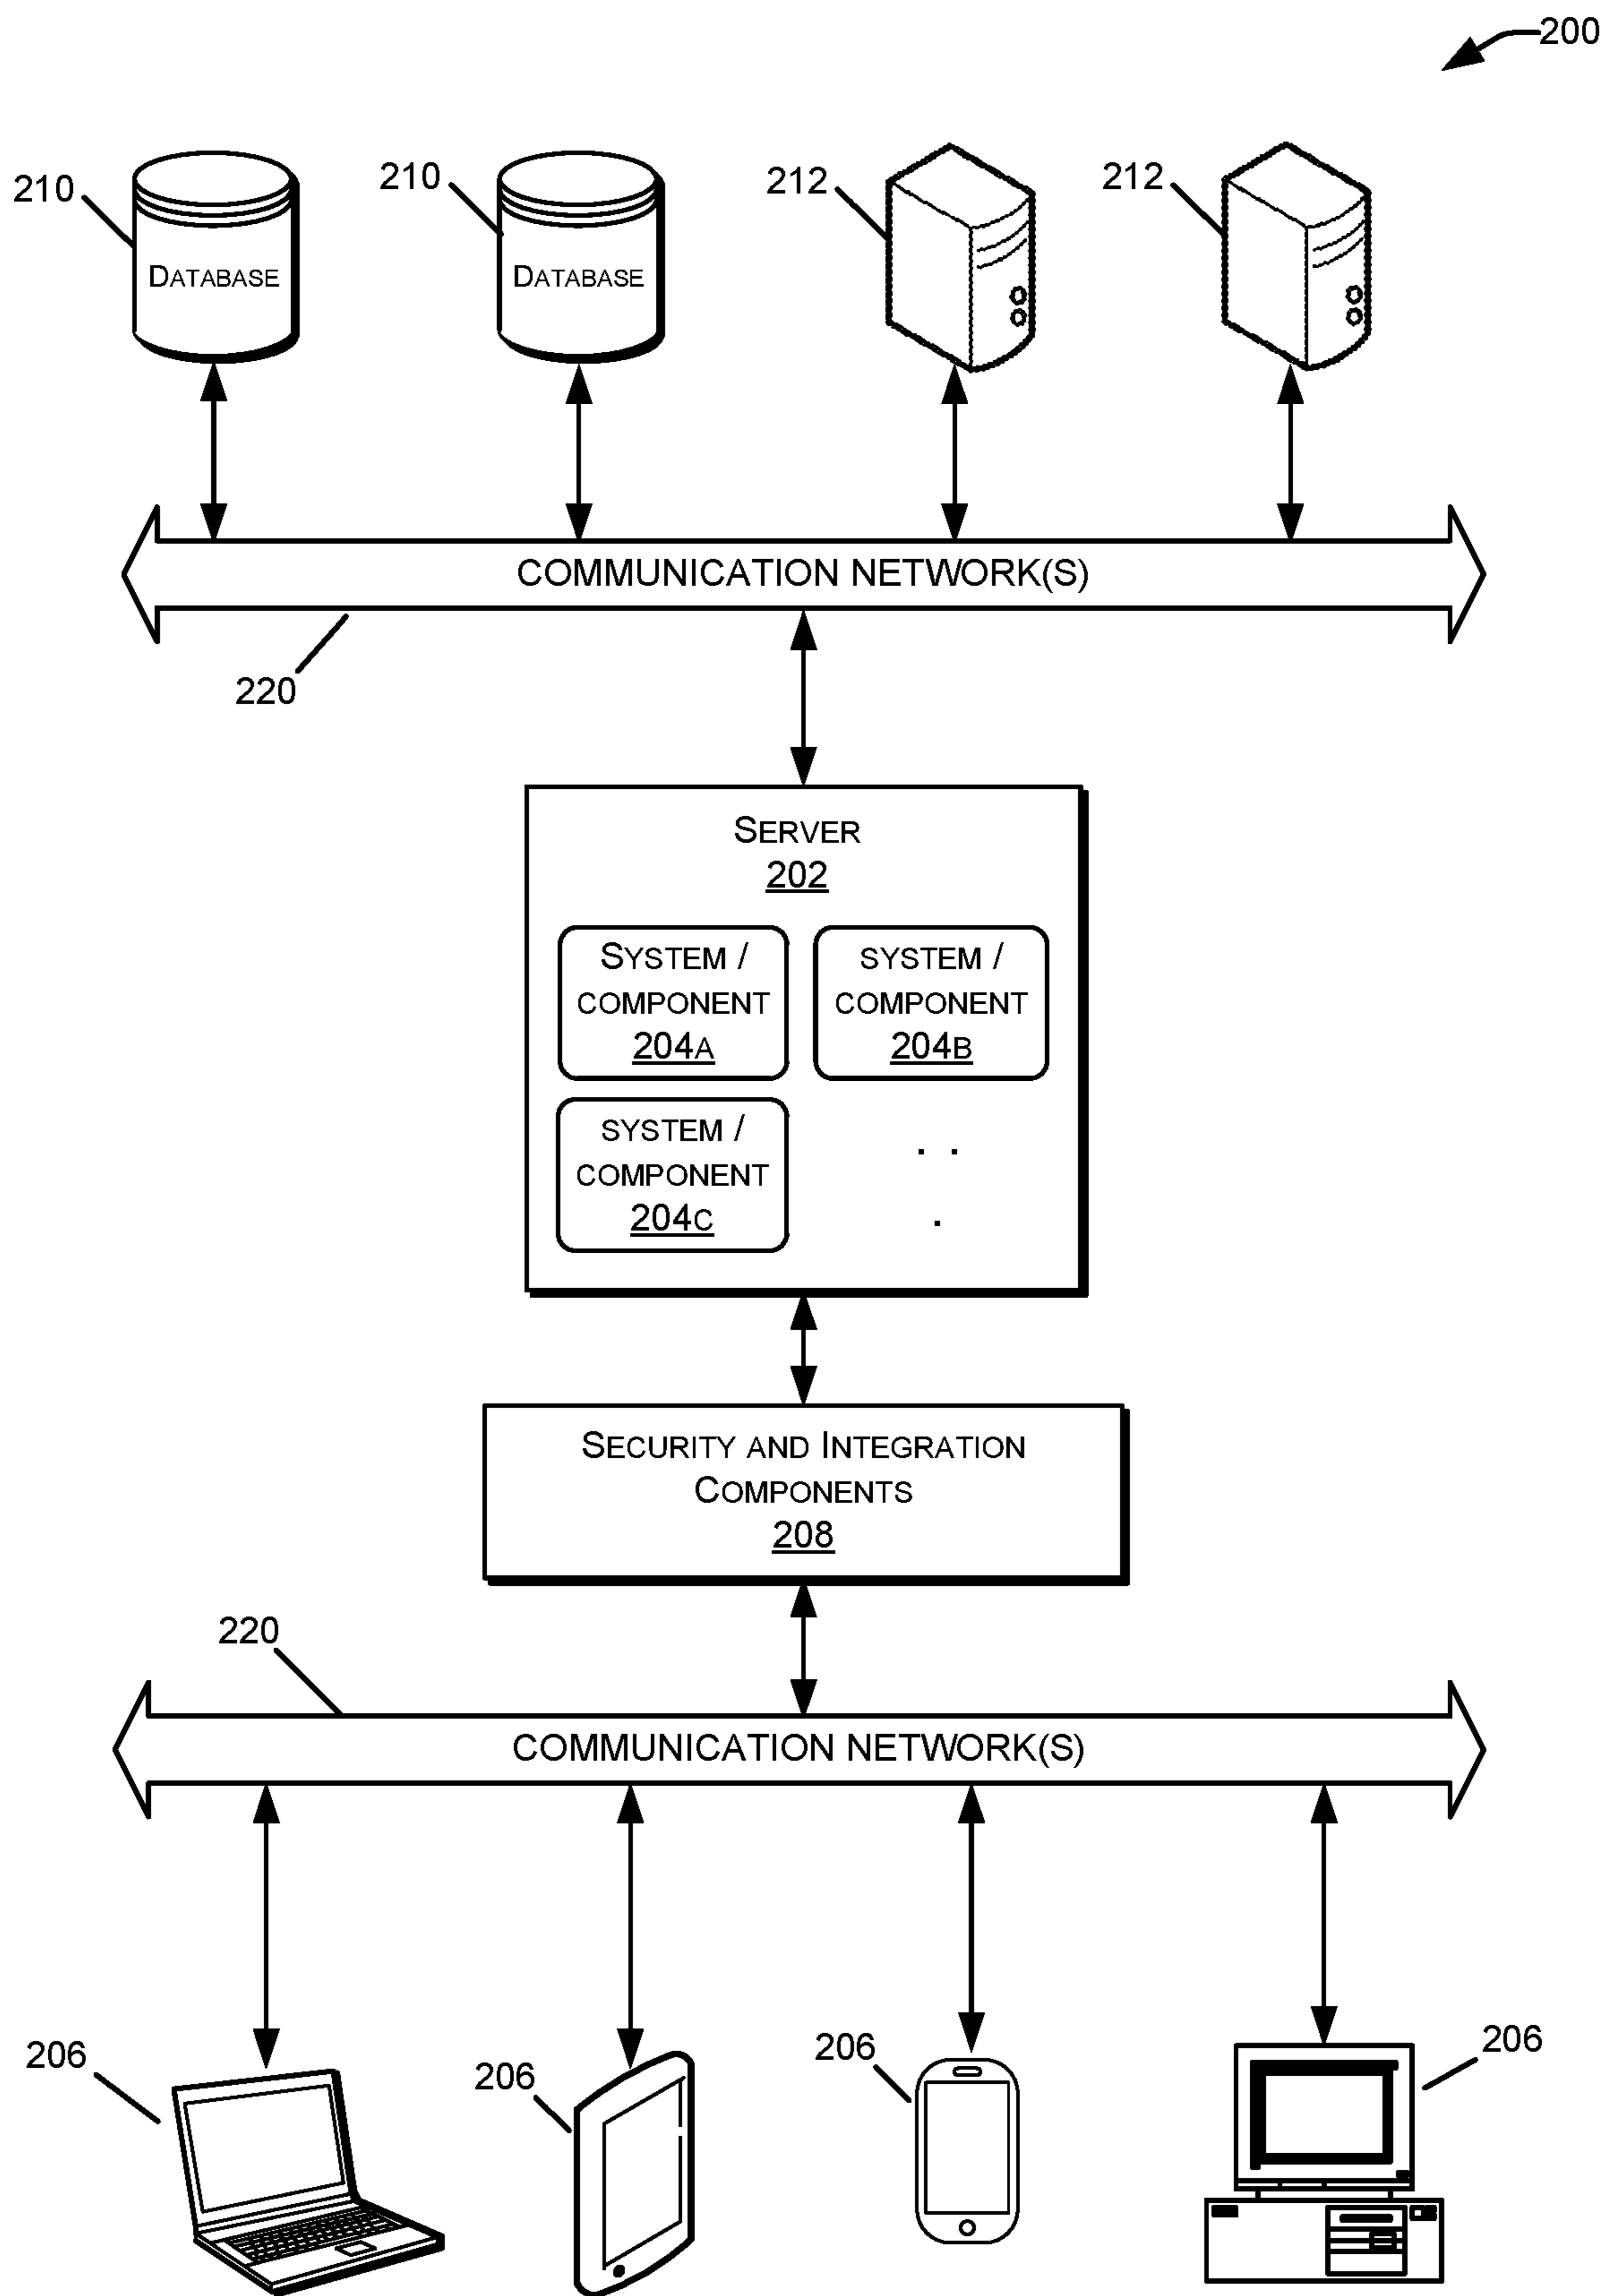 200
210
210
212
212
DATABASE
DATABASE
COMMUNICATION NETWORK(S)
220
SERVER
202
SYSTEM /
COMPONENT
204A
SYSTEM /
COMPONENT
204B
SYSTEM /
COMPONENT
204C
. .
.
SECURITY AND INTEGRATION
COMPONENTS
208
220
COMMUNICATION NETWORK(S)
206
206
206
206